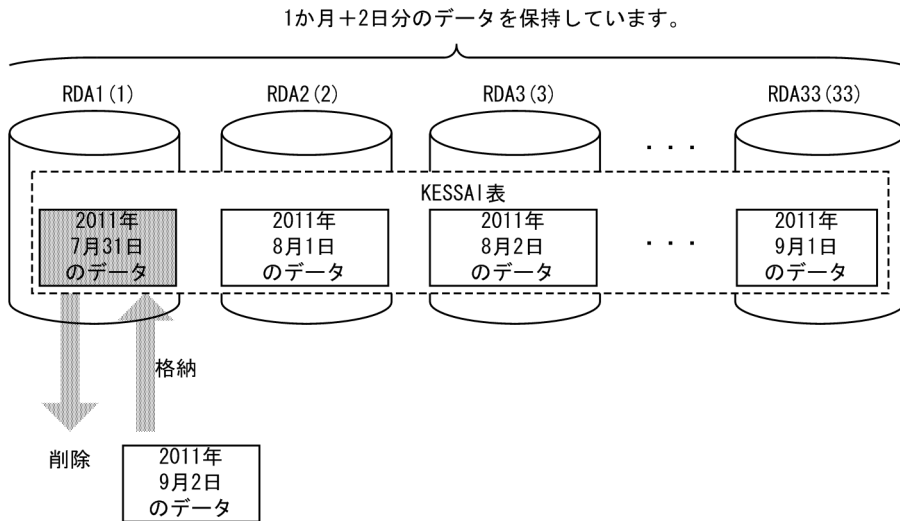 1か月+2日分のデータを保持しています。
RDA1(1)
RDA2(2)
RDA3(3)
RDA33(33)
・・・
KESSAI表
2011年
7月31日
のデータ
2011年
8月1日
のデータ
2011年
8月2日
のデータ
・・・
2011年
9月1日
のデータ
格納
削除
2011年
9月2日
のデータ